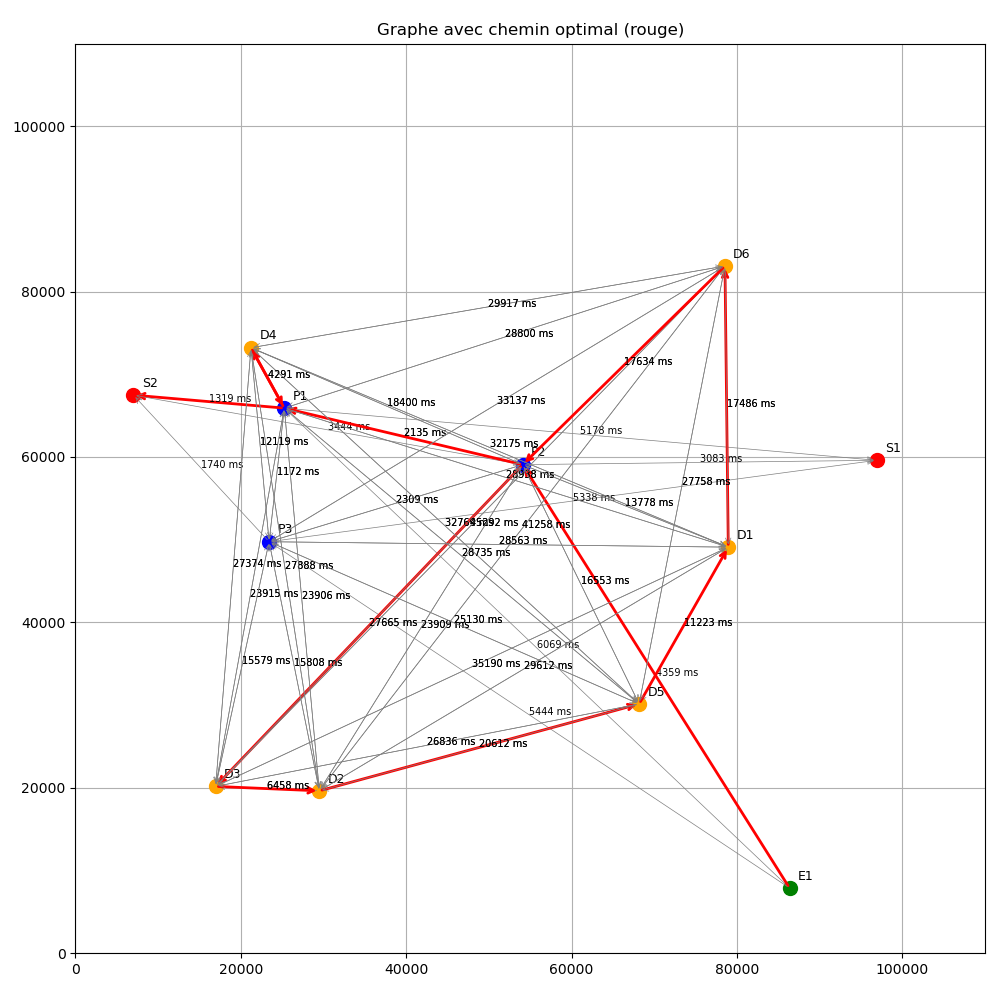 Graphe avec chemin optimal (rouge)
100000
D6
80000
29917 ms
D4
28800 ms
17634 ms
S2
4291 ms
P1
33137 ms
17486 ms
1319 ms
18400 ms
3444 ms
2135 ms
5178 ms
12119 ms
32175 ms
S1
60000
1740 ms
1172 ms
3083 ms
27758 ms
2309 ms
5338 ms
13778 ms
P3
45292 ms
41258 ms
D1
28563 ms
28735 ms
27374 ms
27888 ms
16553 ms
23915 ms
23906 ms
40000
27665 ms
23909 ms
25130 ms
11223 ms
6069 ms
15579 ms
15808 ms
35190 ms
29612 ms
4359 ms
D5
5444 ms
26836 ms
20612 ms
D3
D2
20000
6458 ms
E1
0
0
20000
40000
60000
80000
100000